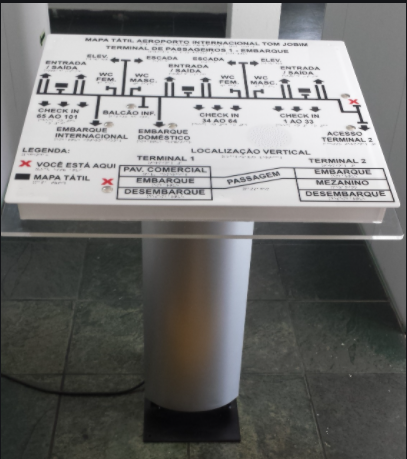 MAPA TÁTIL AEROPORTO INTERNACIONAL TOM JOBIM
TERMINAL DE PASSAGEIROS 1 - EMBARQUE
ELEV. ESCADA ESCADA ELEV.
ENTRADA / SAÍDA
WC FEM.
WC MASC.
ENTRADA / SAÍDA
WC FEM.
WC MASC.
ENTRADA / SAÍDA
CHECK IN
65 AO 101
BALCÃO INF.
CHECK IN
34 AO 64
CHECK IN
1 AO 33
EMBARQUE
INTERNACIONAL
EMBARQUE
DOMÉSTICO
ACESSO
TERMINAL 2
LEGENDA:
VOCÊ ESTÁ AQUI
MAPA TÁTIL
LOCALIZAÇÃO VERTICAL
TERMINAL 1
PAV. COMERCIAL
EMBARQUE
DESEMBARQUE
PASSAGEM
TERMINAL 2
EMBARQUE
MEZANINO
DESEMBARQUE